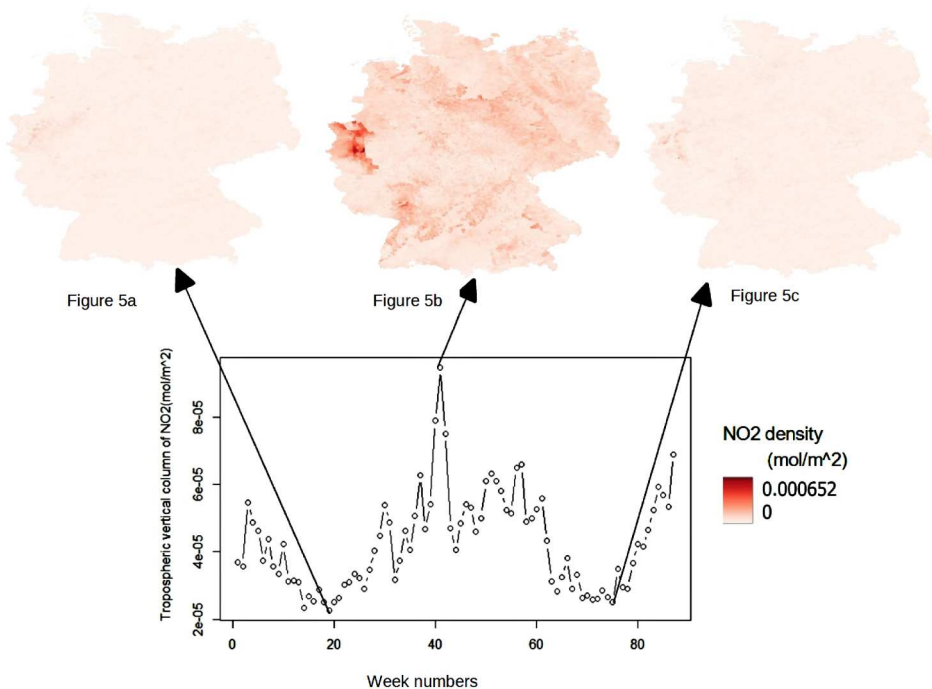 Figure 5a
Figure 5b
Figure 5c
Tropospheric vertical column of NO2(mol/m^2)
8e-05
6e-05
4e-05
2e-05
0
20
40
60
80
Week numbers
NO2 density
(mol/m^2)
0.000652
0